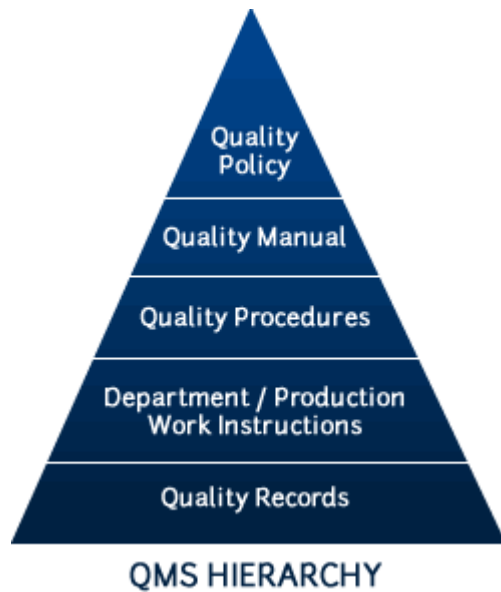 Quality
Policy
Quality Manual
Quality Procedures
Department / Production
Work Instructions
Quality Records
QMS HIERARCHY